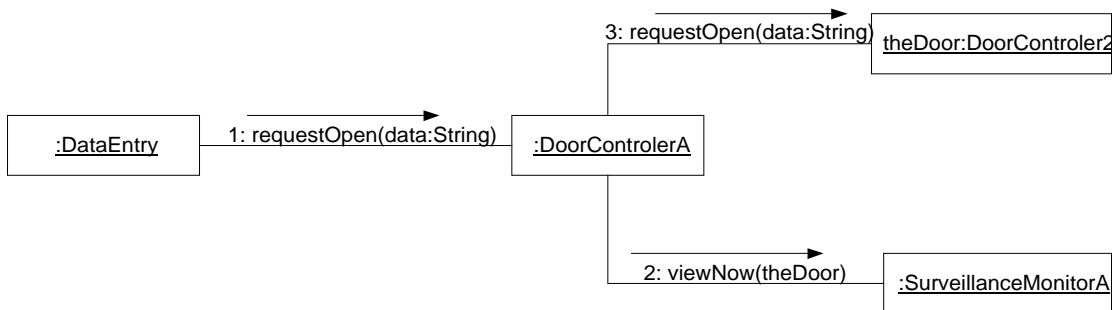 3: requestOpen(data:String)
theDoor:DoorControler2
:DataEntry
1: requestOpen(data:String)
:DoorControlerA
2: viewNow(theDoor)
:SurveillanceMonitorA